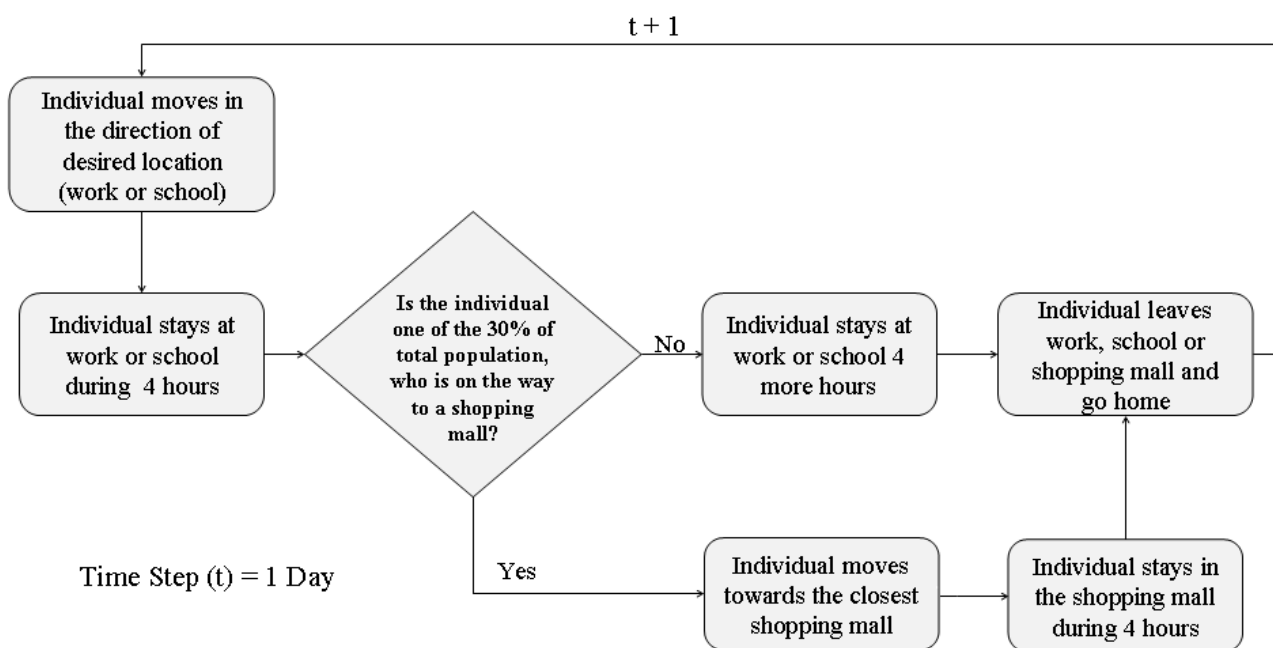 t + 1
Individual moves in
the direction of
desired location
(work or school)
Individual stays at
work or school
during 4 hours
Is the individual
one of the 30% of
total population,
who is on the way
to a shopping
mall?
No
Individual stays at
work or school 4
more hours
Individual leaves
work, school or
shopping mall and
go home
Yes
Individual moves
towards the closest
shopping mall
Individual stays in
the shopping mall
during 4 hours
Time Step (t) = 1 Day